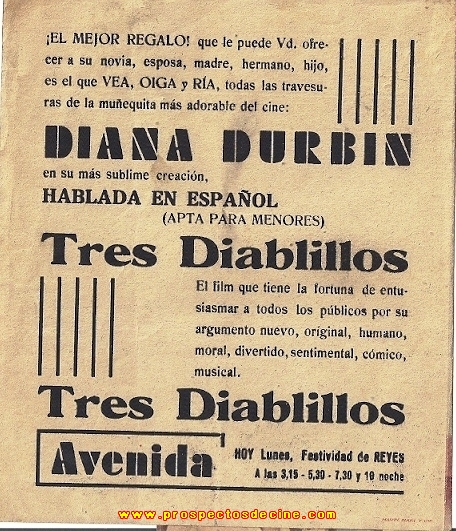 ¡EL MEJOR REGALO! que le puede Vd. ofre-
cer a su novia, esposa, madre, hermano, hijo,
es el que VEA, OIGA y RÍA, todas las travesu-
ras de la muñequita más adorable del cine:
DIANA DURBIN
en su más sublime creación,
HABLADA EN ESPAÑOL
(APTA PARA MENORES)
Tres Diablillos
El film que tiene la fortuna de entu-
siasmar a todos los públicos por su
argumento nuevo, original, humano,
moral, divertido, sentimental, cómico,
musical.
Tres Diablillos
Avenida
HOY Lunes, Festividad de REYES
A las 3,15 - 5,30 - 7,30 y 10 noche
www.prospectosdecine.com